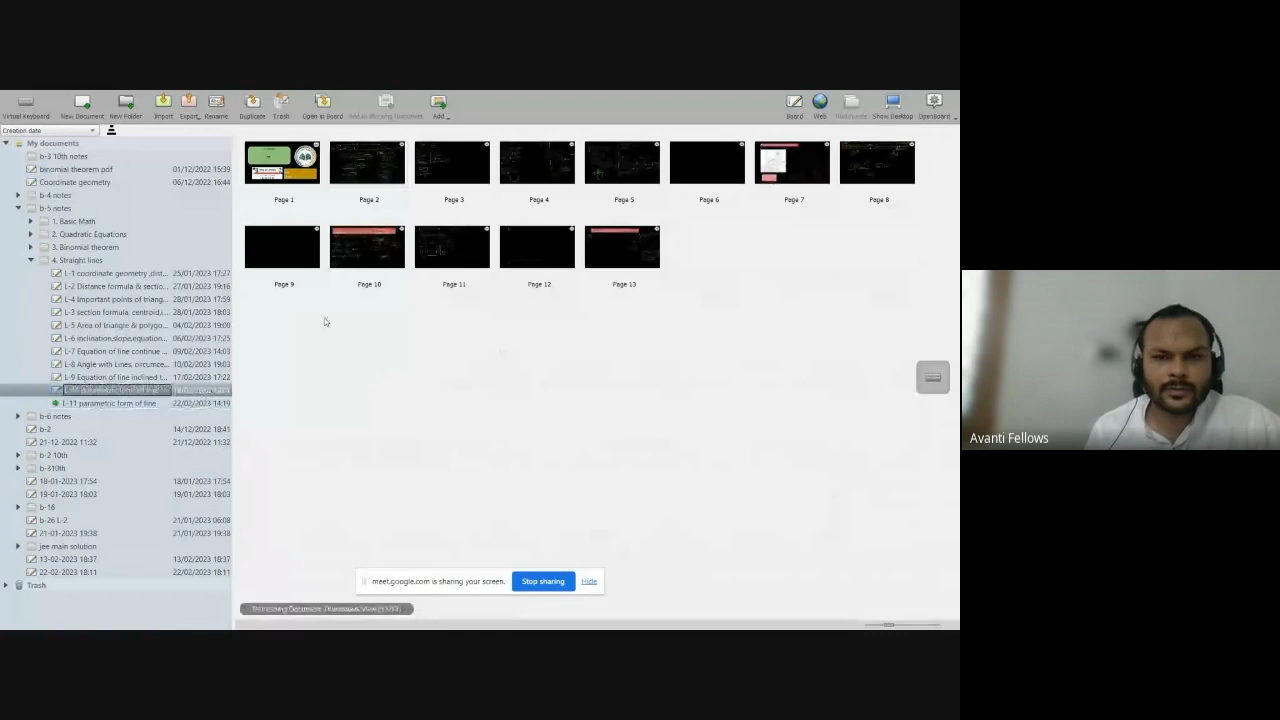 Virtual Keyboard New Document New Folder Import Export Rename Duplicate Trash Open in Board Add to Working Document Add Board Web Documents Show Desktop OpenBoard
Creation date
My documents
b-3 10th notes
binomial theorem pdf 01/12/2022 15:39
Coordinate geometry 06/12/2022 16:44
b-4 notes
b-5 notes
1. Basic Math
2. Quadratic Equations
3. Binomial theorem
4. Straight lines
L-1 coordinate geometry ,dist... 25/01/2023 17:27
L-2 Distance formula & sectio... 27/01/2023 19:16
L-4 Important points of triang... 28/01/2023 17:59
L-3 section formula, centroid,i... 28/01/2023 18:03
L-5 Area of triangle & polygo... 04/02/2023 19:00
L-6 inclination,slope,equation... 06/02/2023 17:25
L-7 Equation of line continue ... 09/02/2023 14:03
L-8 Angle with Lines, circumce... 10/02/2023 19:03
L-9 Equation of line inclined t... 17/02/2023 17:22
L-11 parametric form of line 22/02/2023 14:19
b-6 notes
b-2 14/12/2022 18:41
21-12-2022 11:32 21/12/2022 11:32
b-2 10th
b-310th
18-01-2023 17:54 18/01/2023 17:54
19-01-2023 18:03 19/01/2023 18:03
b-16
b-26 L-2 21/01/2023 06:08
21-01-2023 19:38 21/01/2023 19:38
jee main solution
13-02-2023 18:37 13/02/2023 18:37
22-02-2023 18:11 22/02/2023 18:11
Trash
Page 1 Page 2 Page 3 Page 4 Page 5 Page 6 Page 7 Page 8
Page 9 Page 10 Page 11 Page 12 Page 13
meet.google.com is sharing your screen. Stop sharing Hide
Avanti Fellows